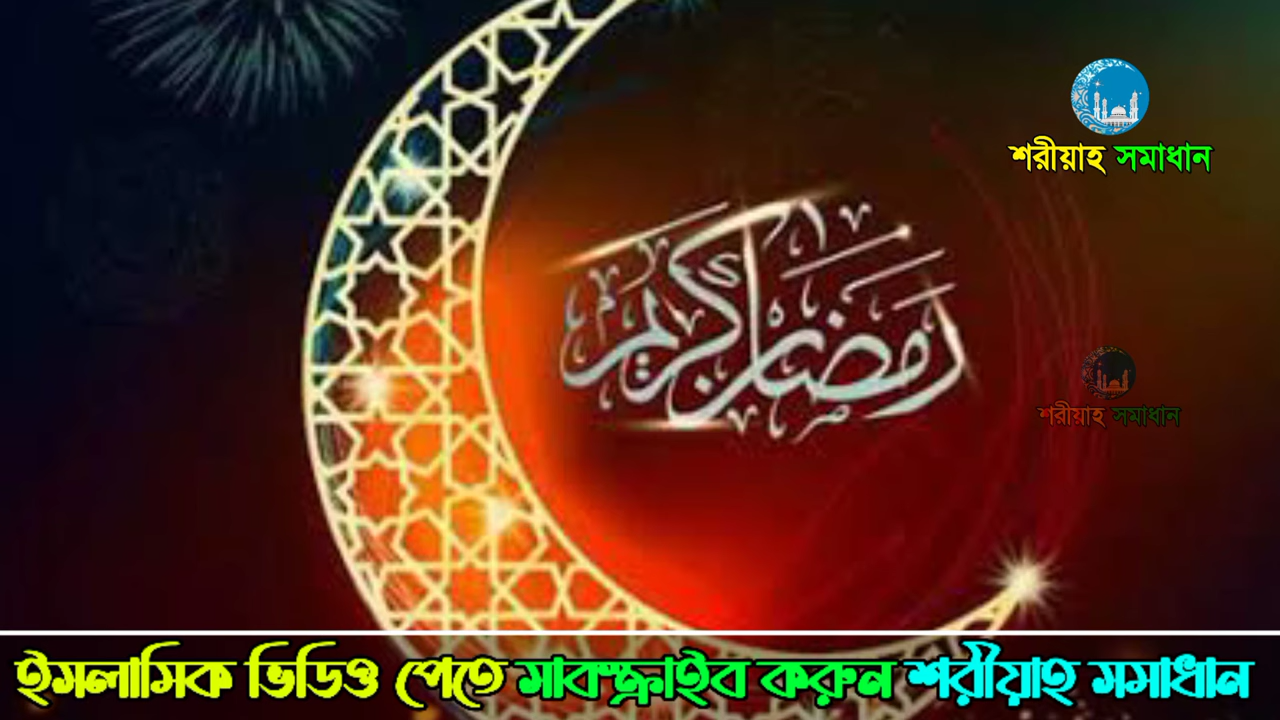 শরীয়াহ সমাধান
رمضان كريم
শরীয়াহ সমাধান
ইসলামিক ভিডিও পেতে সাবস্ক্রাইব করুন শরীয়াহ সমাধান